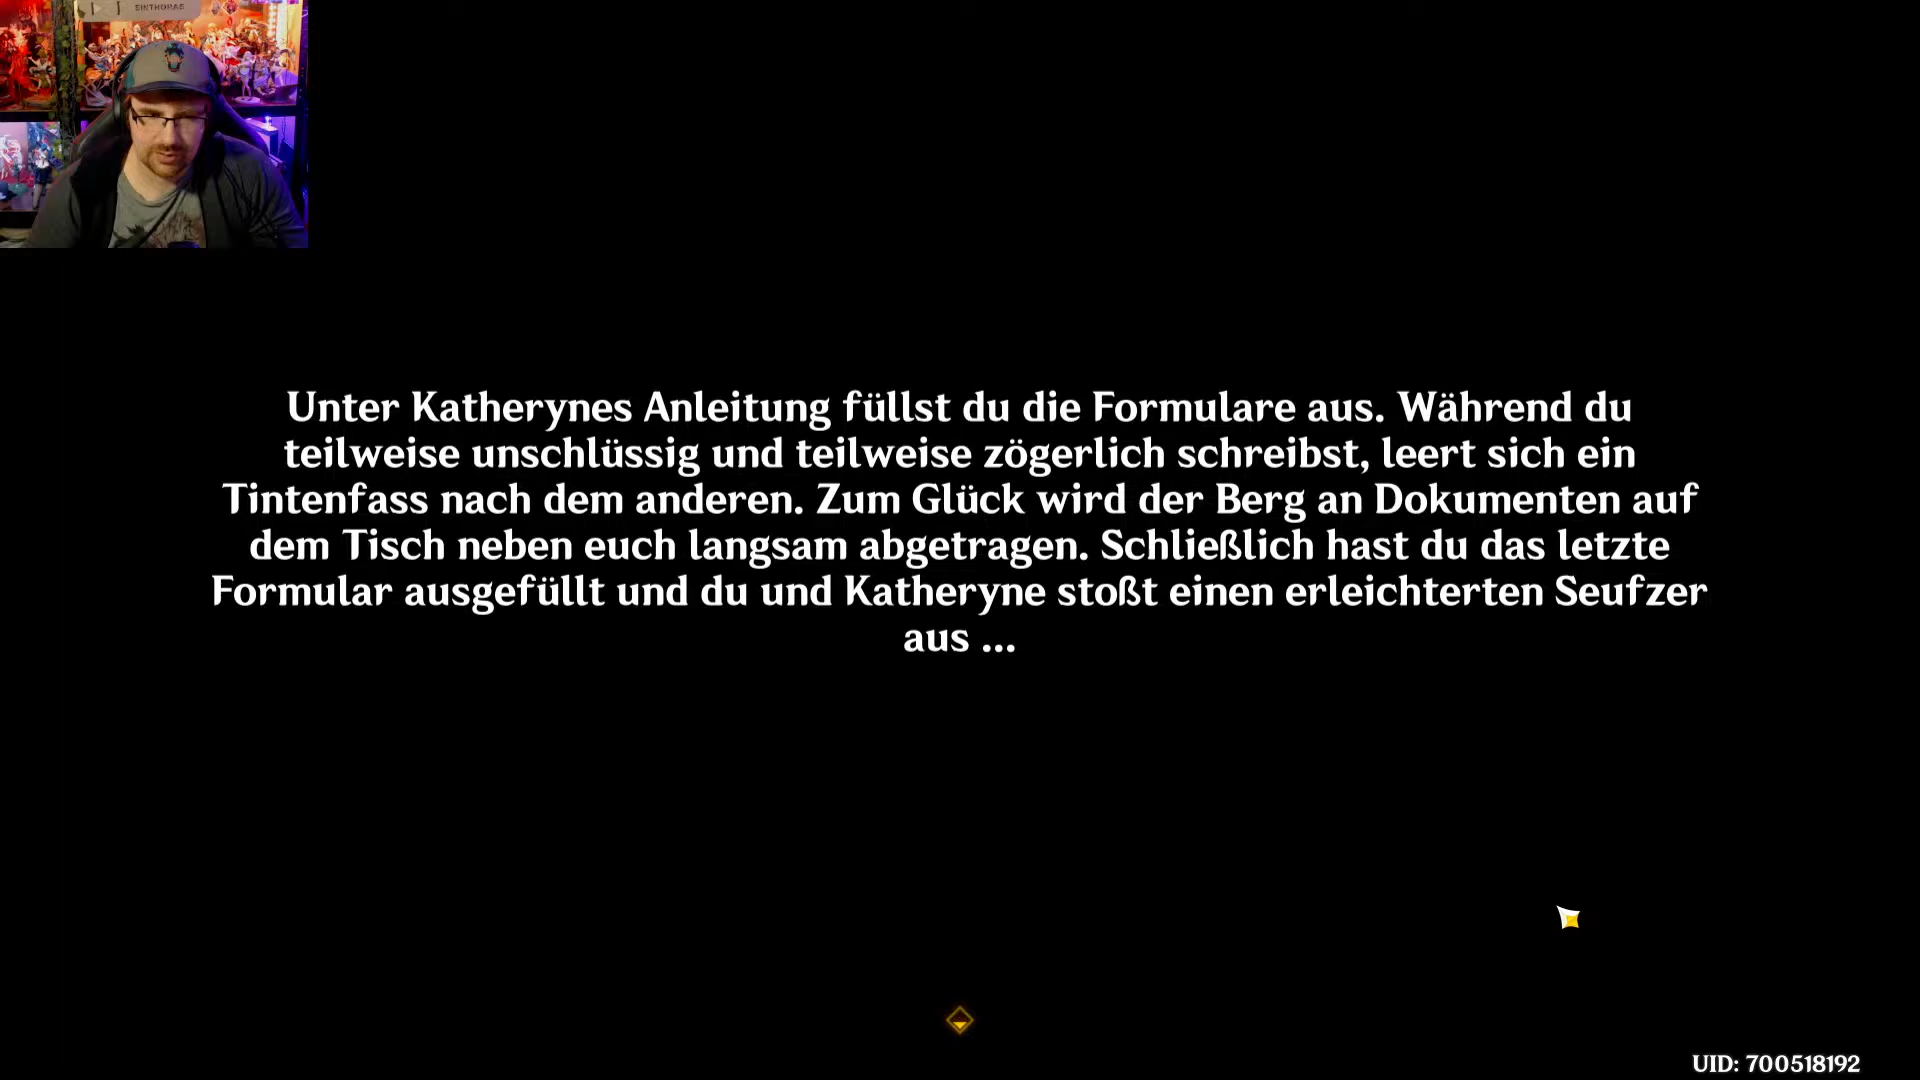 SINTHORAS
Unter Katherynes Anleitung füllst du die Formulare aus. Während du
teilweise unschlüssig und teilweise zögerlich schreibst, leert sich ein
Tintenfass nach dem anderen. Zum Glück wird der Berg an Dokumenten auf
dem Tisch neben euch langsam abgetragen. Schließlich hast du das letzte
Formular ausgefüllt und du und Katheryne stoßt einen erleichterten Seufzer
aus ...
UID: 700518192